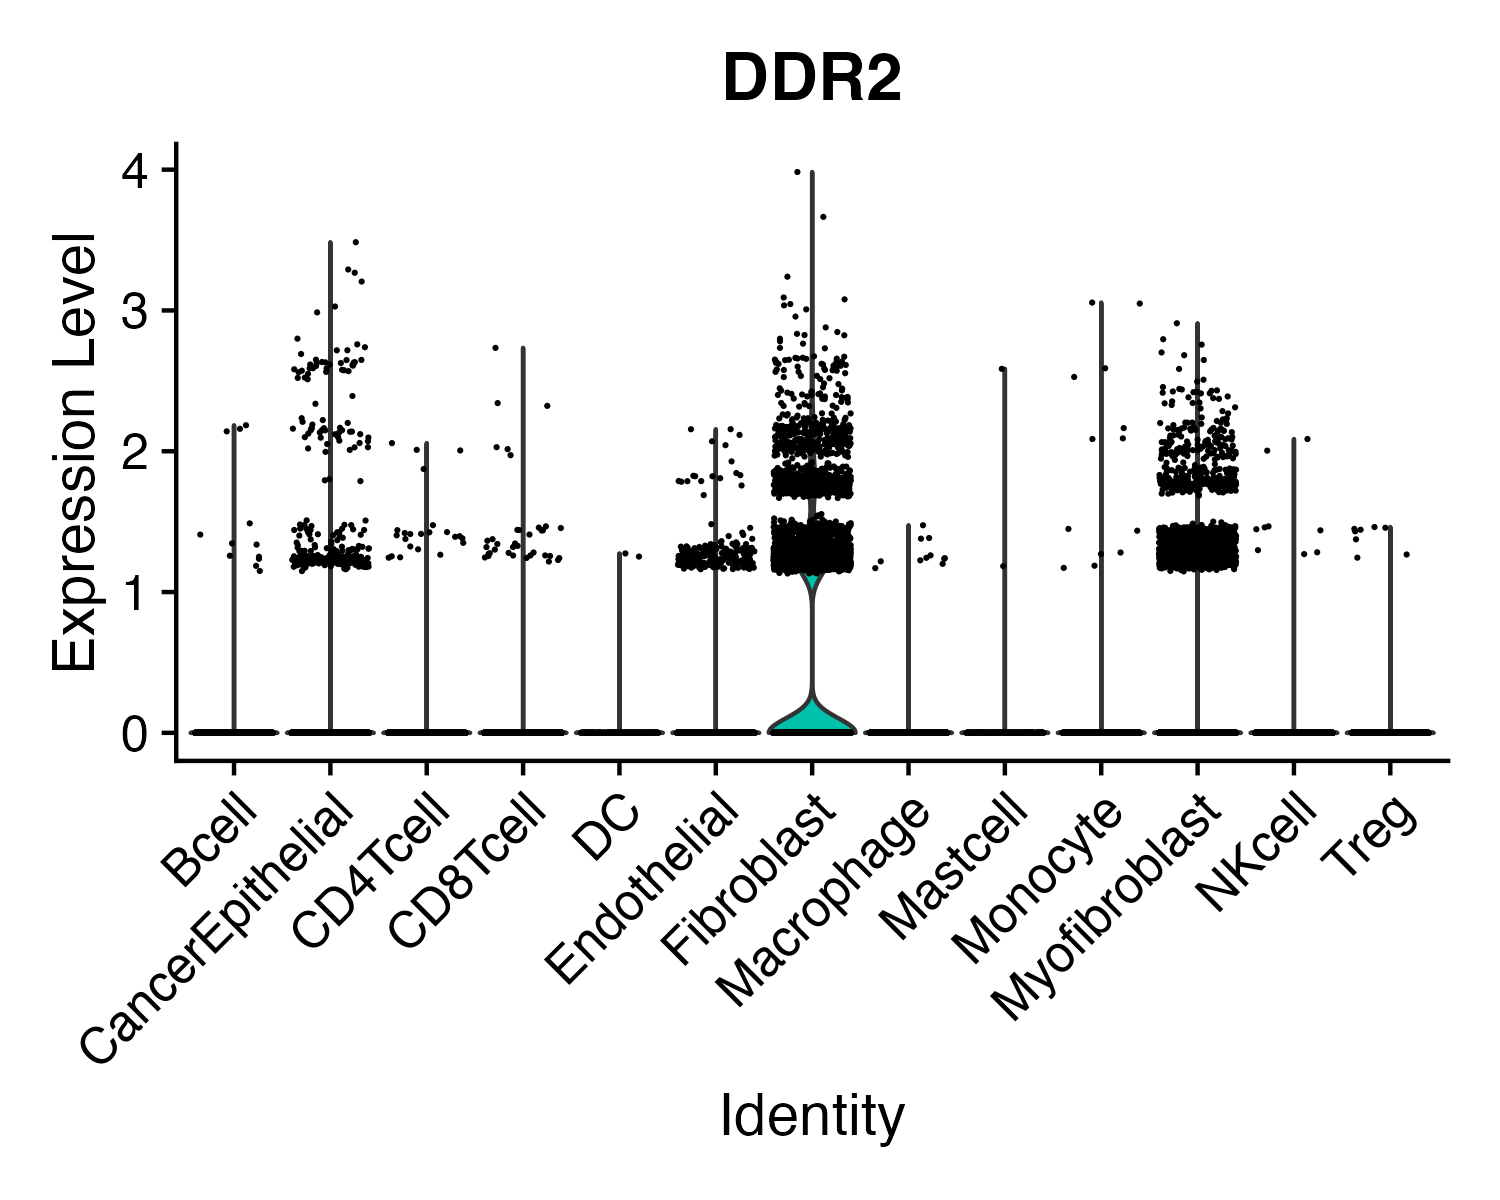 DDR2
Expression Level
4
3
2
1
0
Bcell
CancerEpithelial
CD4Tcell
CD8Tcell
DC
Endothelial
Fibroblast
Macrophage
Mastcell
Monocyte
Myofibroblast
NKcell
Treg
Identity